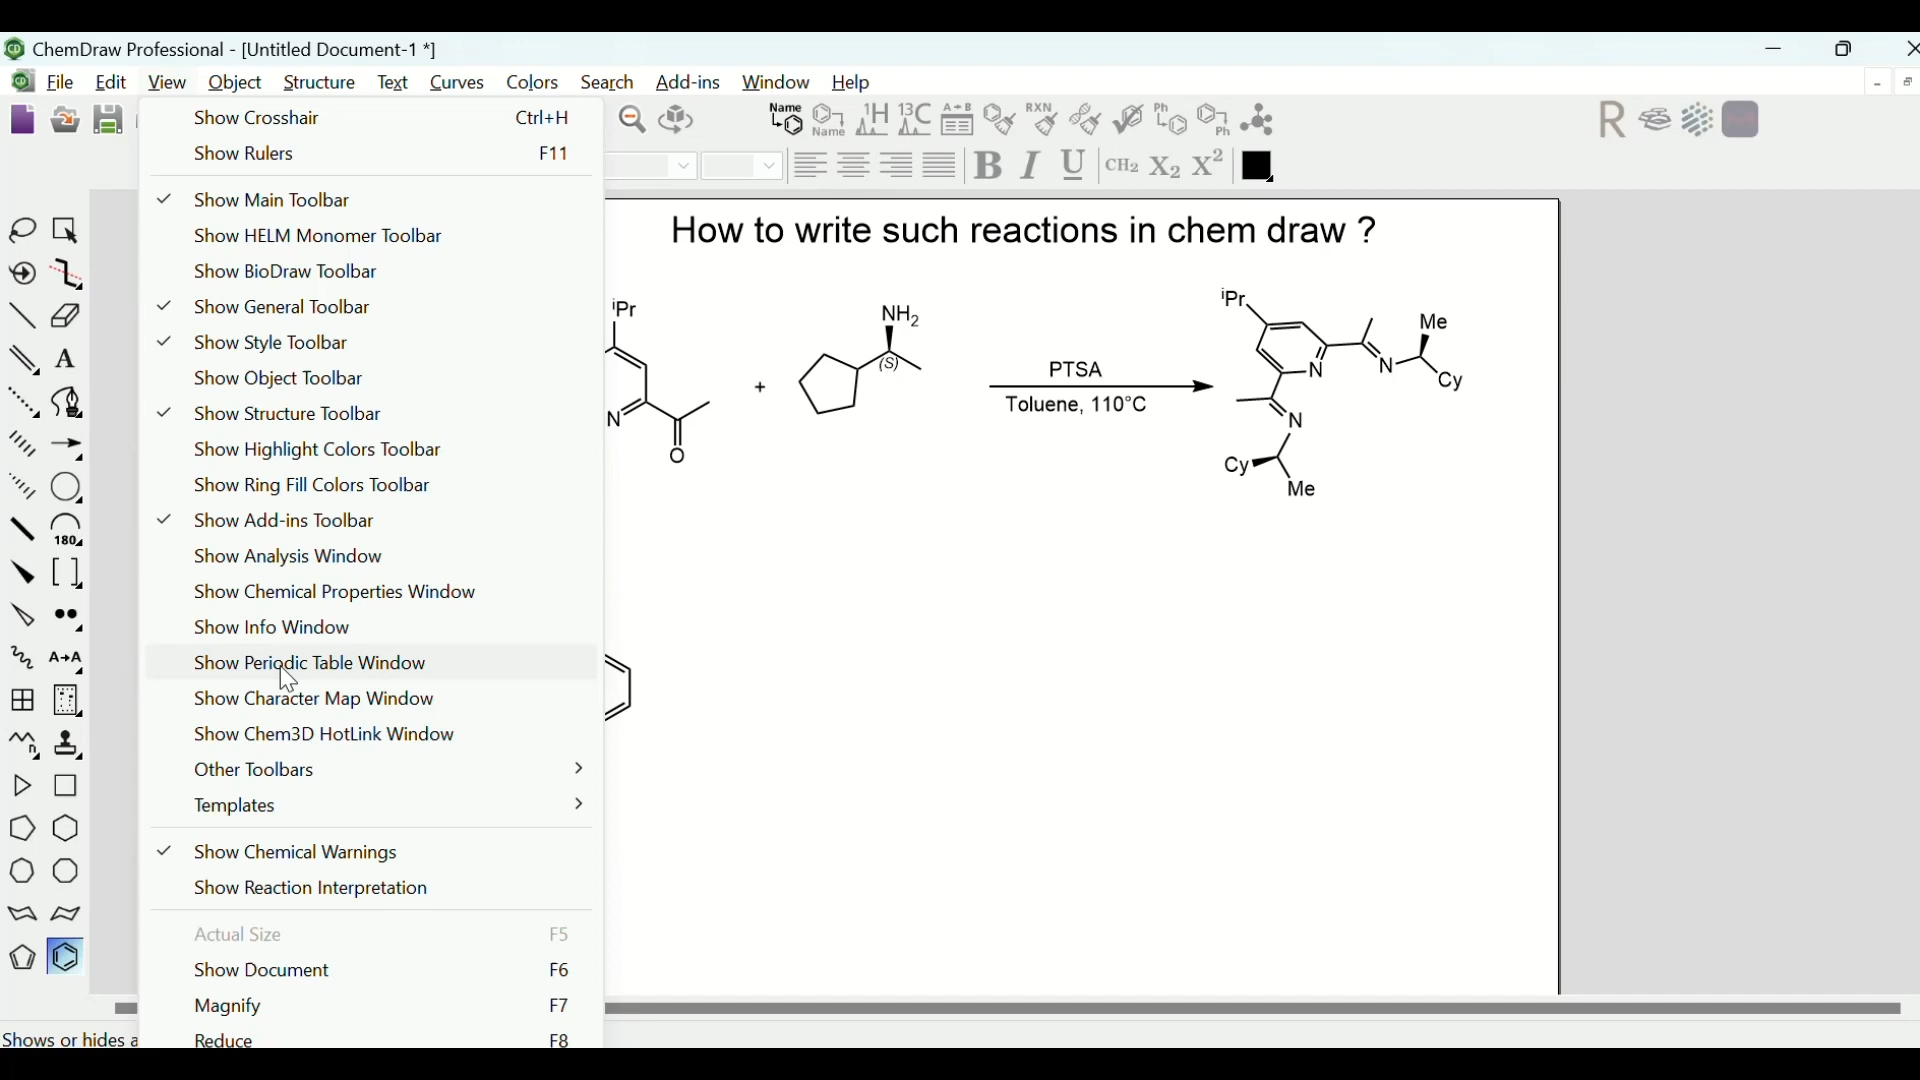 ChemDraw Professional - [Untitled Document-1 *]
File Edit View Object Structure Text Curves Colors Search Add-ins Window Help
Show Crosshair Ctrl+H
Show Rulers F11
Show Main Toolbar
Show HELM Monomer Toolbar
Show BioDraw Toolbar
Show General Toolbar
Show Style Toolbar
Show Object Toolbar
Show Structure Toolbar
Show Highlight Colors Toolbar
Show Ring Fill Colors Toolbar
Show Add-ins Toolbar
Show Analysis Window
Show Chemical Properties Window
Show Info Window
Show Periodic Table Window
Show Character Map Window
Show Chem3D HotLink Window
Other Toolbars
Templates
Show Chemical Warnings
Show Reaction Interpretation
Actual Size F5
Show Document F6
Magnify F7
Reduce F8
Shows or hides a
Name Name ¹H ¹³C A→B RXN Ph Ph R
B I U CH₂ X₂ X²
A
180
[ ]
A→A
n
How to write such reactions in chem draw ?
ⁱPr
N
O
+
NH₂
(S)
PTSA
Toluene, 110°C
ⁱPr
N
N
Me
Cy
N
Cy
Me